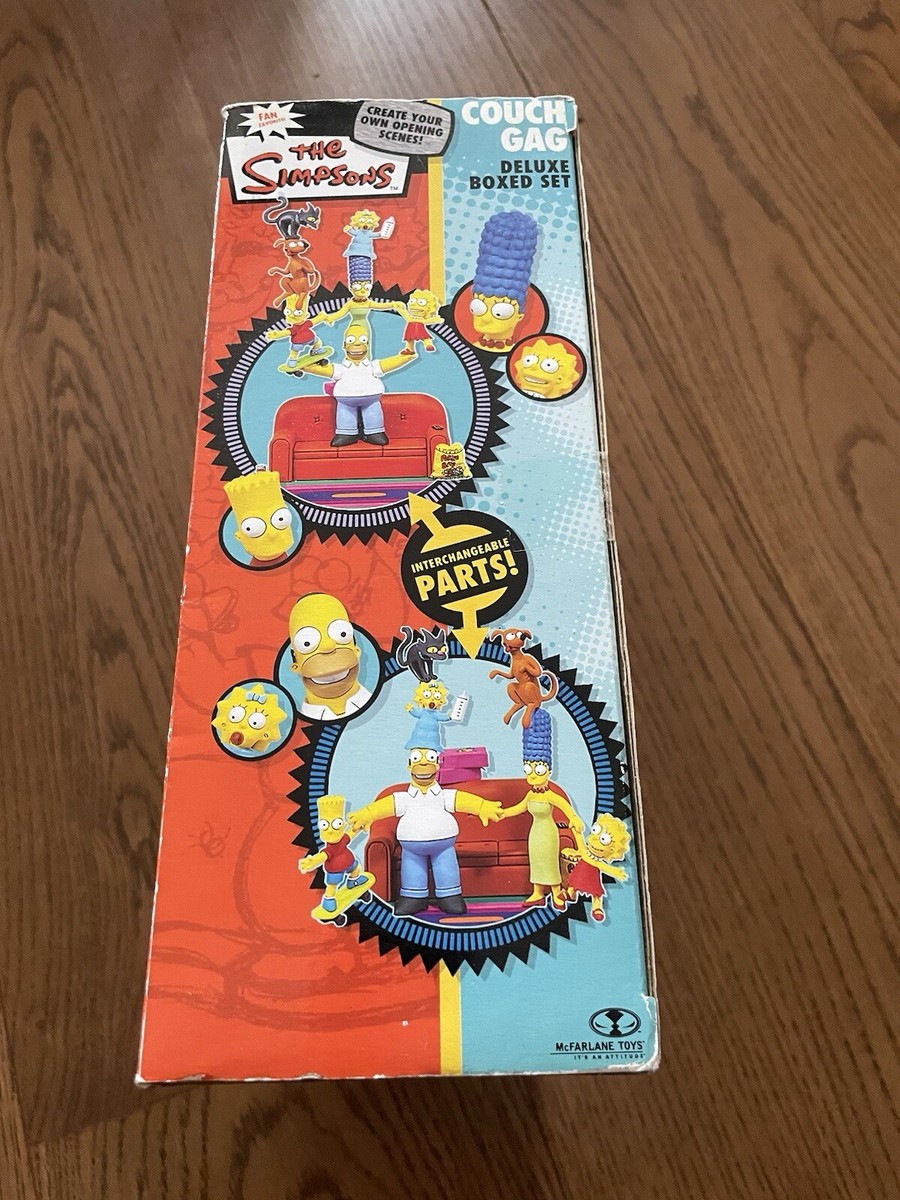 FAN
FAVORITE!
CREATE YOUR
OWN OPENING
SCENES!
THE
SIMPSONS
TM
COUCH
GAG
DELUXE
BOXED SET
INTERCHANGEABLE
PARTS!
McFARLANE TOYS
IT'S AN ATTITUDE